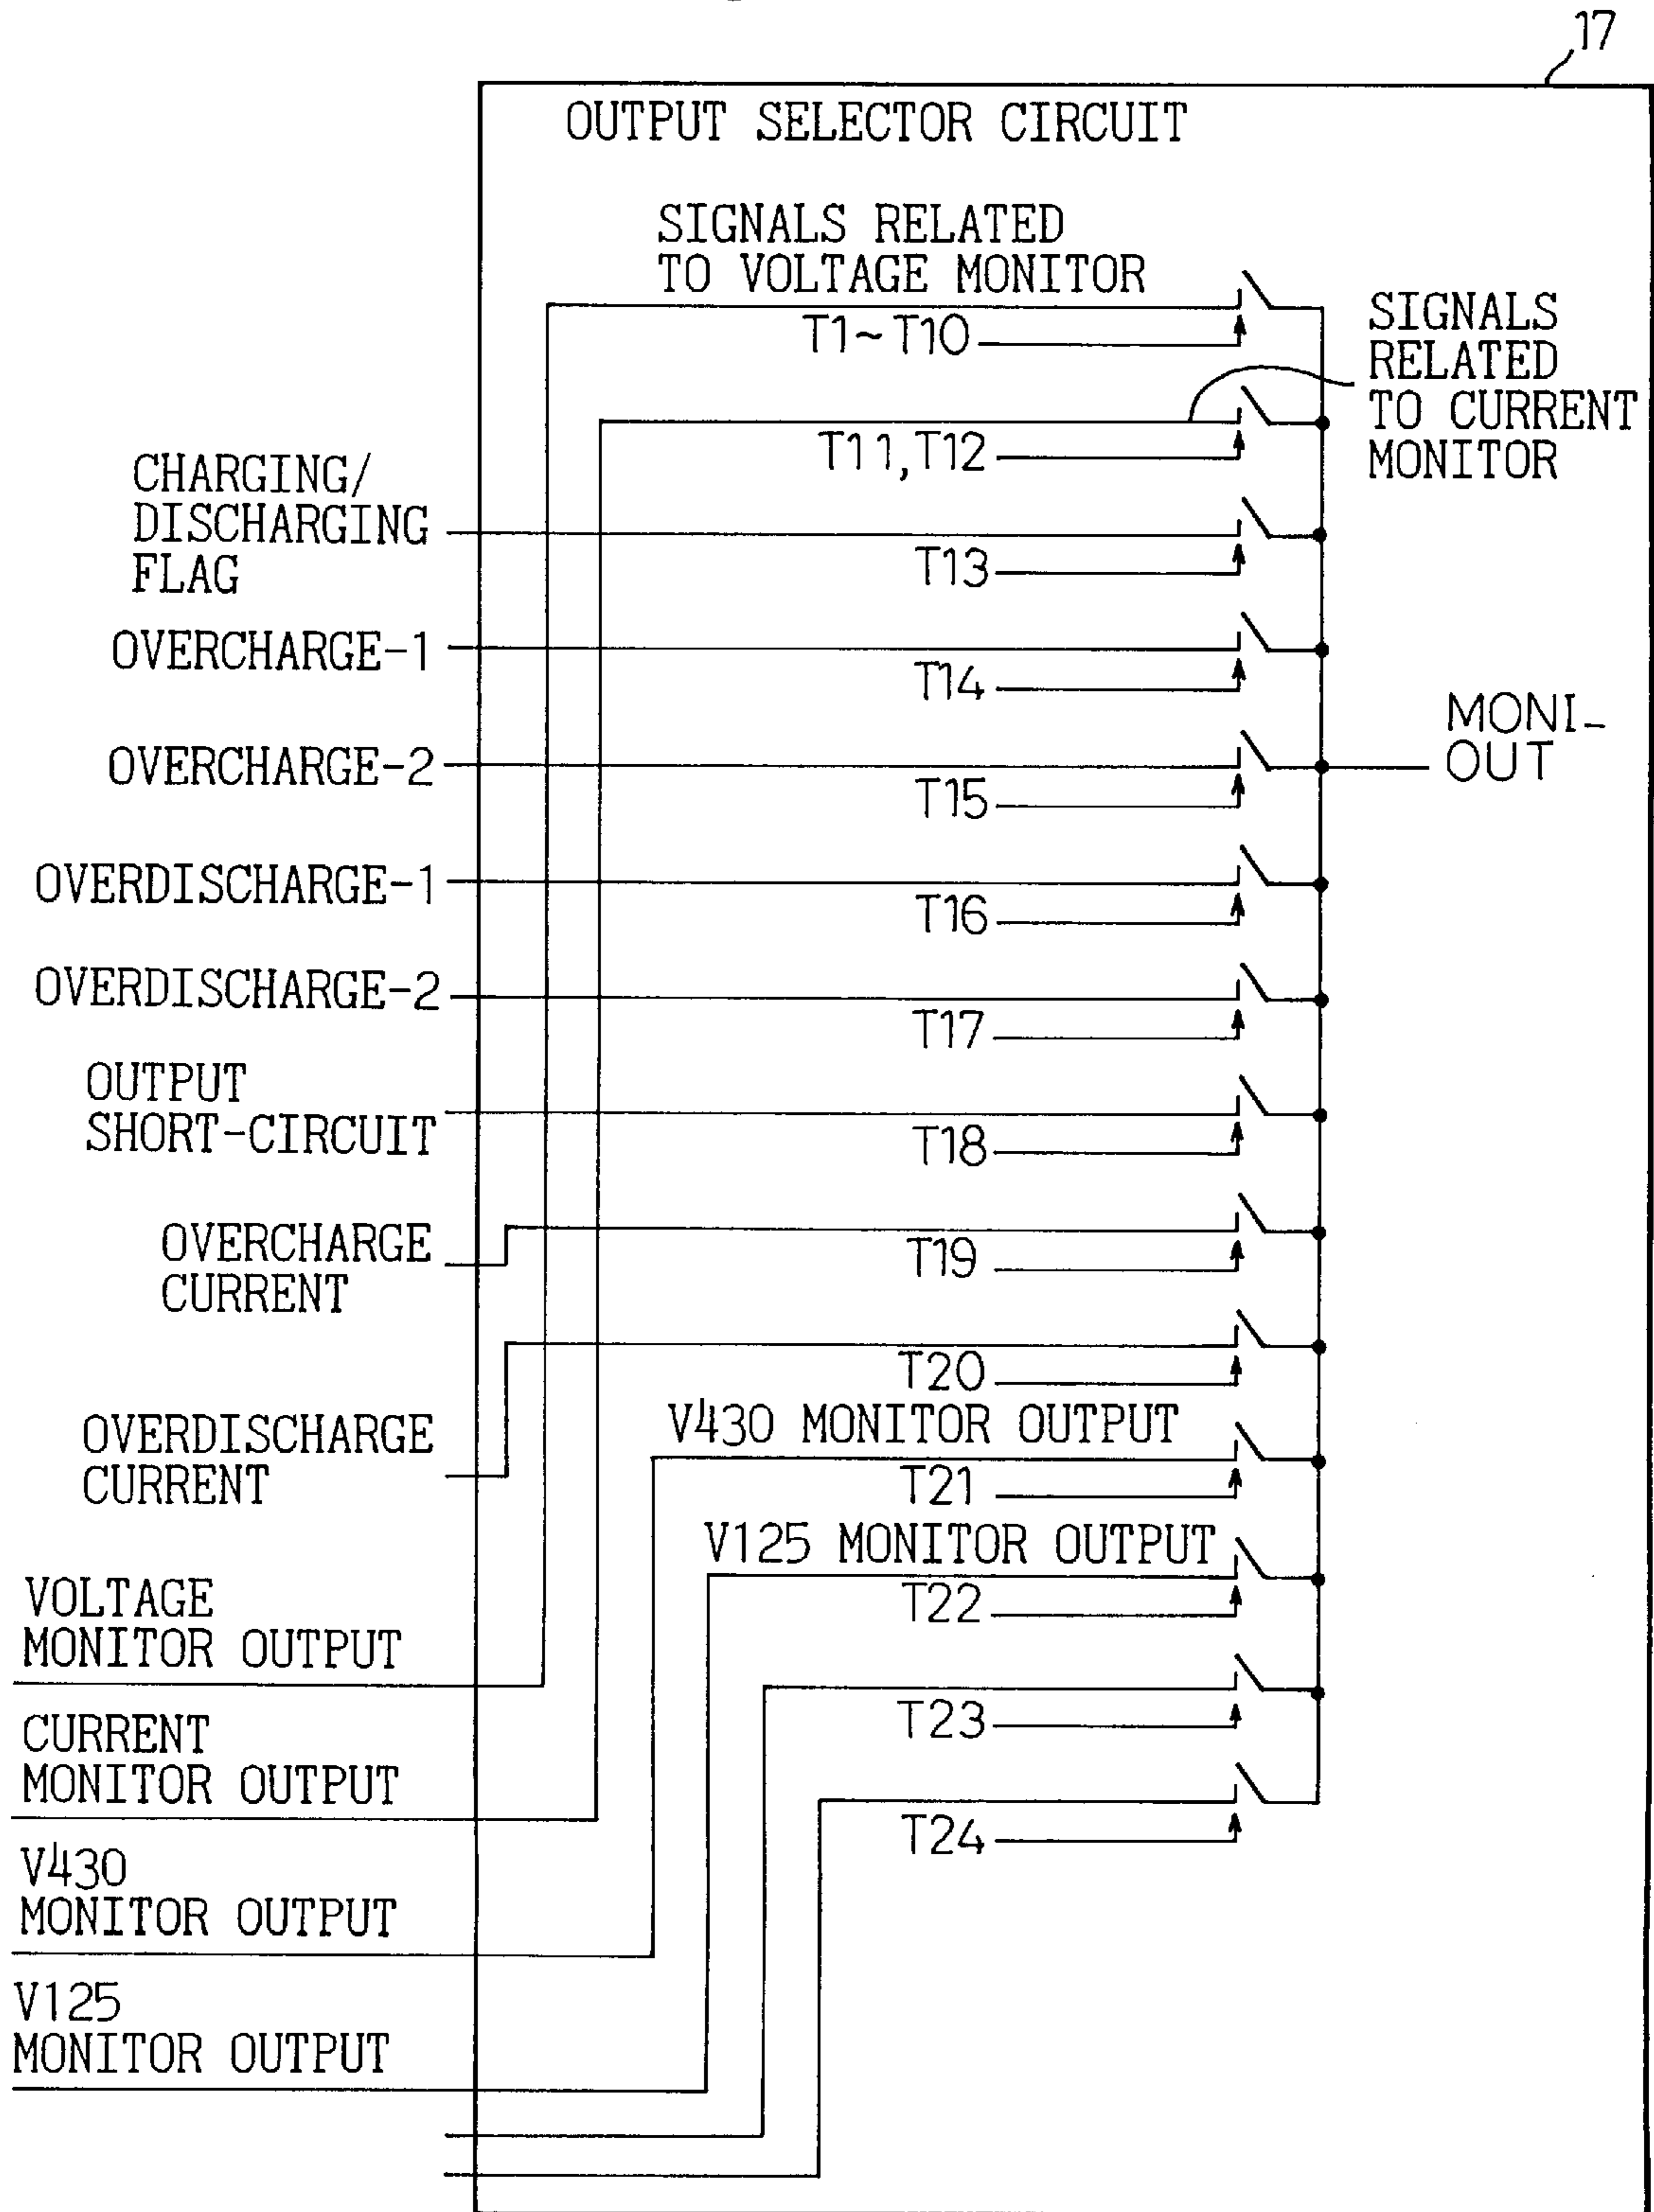 17
OUTPUT SELECTOR CIRCUIT
SIGNALS RELATED
TO VOLTAGE MONITOR
T1~T10
SIGNALS
RELATED
TO CURRENT
MONITOR
T11,T12
CHARGING/
DISCHARGING
FLAG
T13
OVERCHARGE-1
T14
MONI-
OUT
OVERCHARGE-2
T15
OVERDISCHARGE-1
T16
OVERDISCHARGE-2
T17
OUTPUT
SHORT-CIRCUIT
T18
OVERCHARGE
CURRENT
T19
T20
OVERDISCHARGE
CURRENT
V430 MONITOR OUTPUT
T21
V125 MONITOR OUTPUT
T22
VOLTAGE
MONITOR OUTPUT
T23
CURRENT
MONITOR OUTPUT
T24
V430
MONITOR OUTPUT
V125
MONITOR OUTPUT